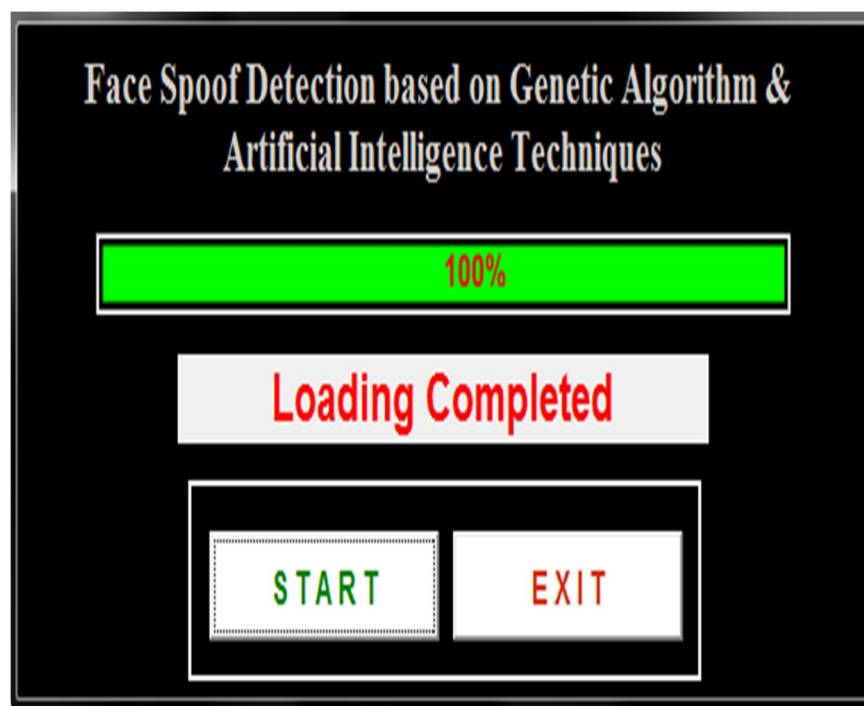 Face Spoof Detection based on Genetic Algorithm &
Artificial Intelligence Techniques
100%
Loading Completed
START
EXIT